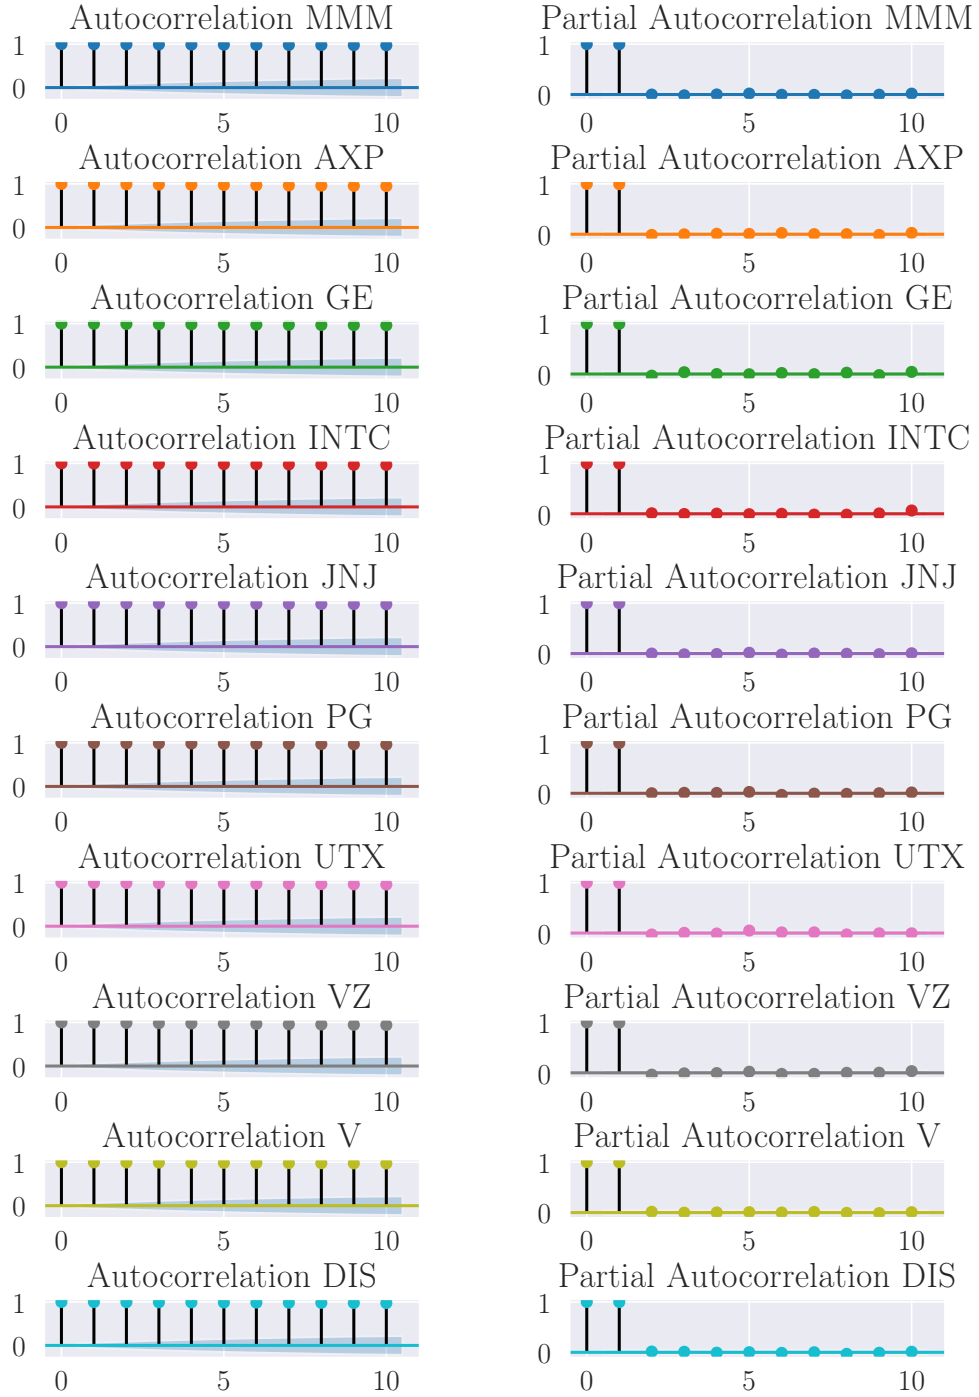 Autocorrelation MMM
Partial Autocorrelation MMM
1
0
0 5 10
1
0
0 5 10
Autocorrelation AXP
Partial Autocorrelation AXP
1
0
0 5 10
1
0
0 5 10
Autocorrelation GE
Partial Autocorrelation GE
1
0
0 5 10
1
0
0 5 10
Autocorrelation INTC
Partial Autocorrelation INTC
1
0
0 5 10
1
0
0 5 10
Autocorrelation JNJ
Partial Autocorrelation JNJ
1
0
0 5 10
1
0
0 5 10
Autocorrelation PG
Partial Autocorrelation PG
1
0
0 5 10
1
0
0 5 10
Autocorrelation UTX
Partial Autocorrelation UTX
1
0
0 5 10
1
0
0 5 10
Autocorrelation VZ
Partial Autocorrelation VZ
1
0
0 5 10
1
0
0 5 10
Autocorrelation V
Partial Autocorrelation V
1
0
0 5 10
1
0
0 5 10
Autocorrelation DIS
Partial Autocorrelation DIS
1
0
0 5 10
1
0
0 5 10